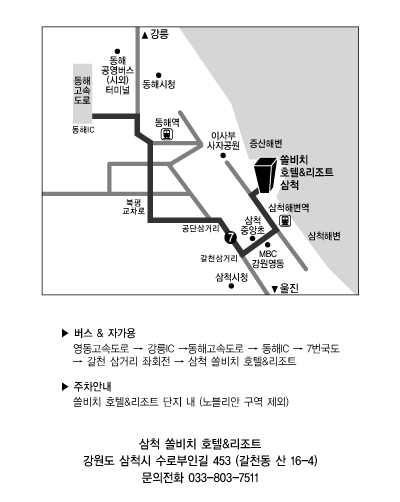 ▲ 강릉
동해
공영버스
(시외)
터미널
동해시청
동해
고속
도로
동해IC
동해역
이사부
사자공원
증산해변
쏠비치
호텔&리조트
삼척
북평
교차로
공단삼거리
삼척
중앙초
삼척해변역
삼척해변
7
갈천삼거리
MBC
강원영동
삼척시청
▼ 울진
▶ 버스 & 자가용
영동고속도로 → 강릉IC →동해고속도로 → 동해IC → 7번국도
→ 갈천 삼거리 좌회전 → 삼척 쏠비치 호텔&리조트
▶ 주차안내
쏠비치 호텔&리조트 단지 내 (노블리안 구역 제외)
삼척 쏠비치 호텔&리조트
강원도 삼척시 수로부인길 453 (갈천동 산 16-4)
문의전화 033-803-7511